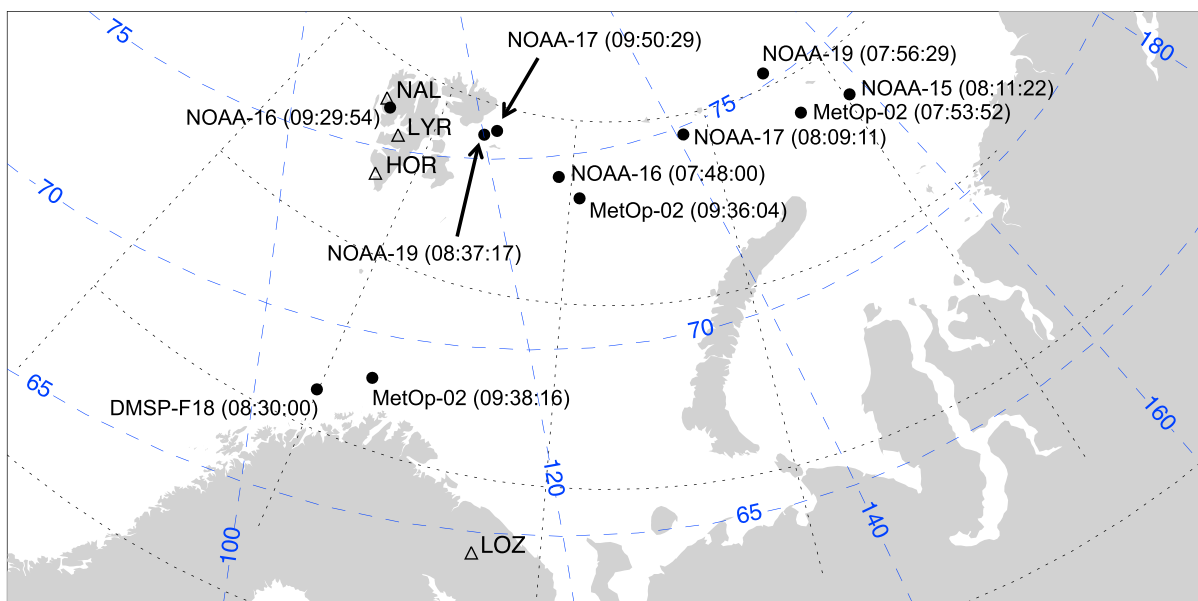 75
NOAA-17 (09:50:29)
180
NOAA-19 (07:56:29)
NAL
75
NOAA-15 (08:11:22)
NOAA-16 (09:29:54)
MetOp-02 (07:53:52)
LYR
NOAA-17 (08:09:11)
HOR
NOAA-16 (07:48:00)
70
MetOp-02 (09:36:04)
NOAA-19 (08:37:17)
70
65
MetOp-02 (09:38:16)
DMSP-F18 (08:30:00)
160
120
65
140
100
LOZ